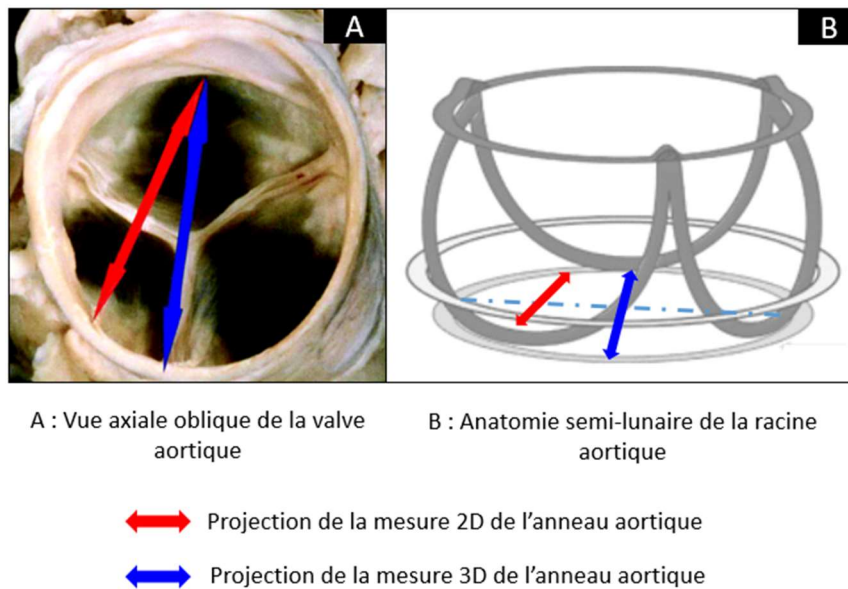 A
B
A : Vue axiale oblique de la valve
aortique
B : Anatomie semi-lunaire de la racine
aortique
Projection de la mesure 2D de l’anneau aortique
Projection de la mesure 3D de l’anneau aortique